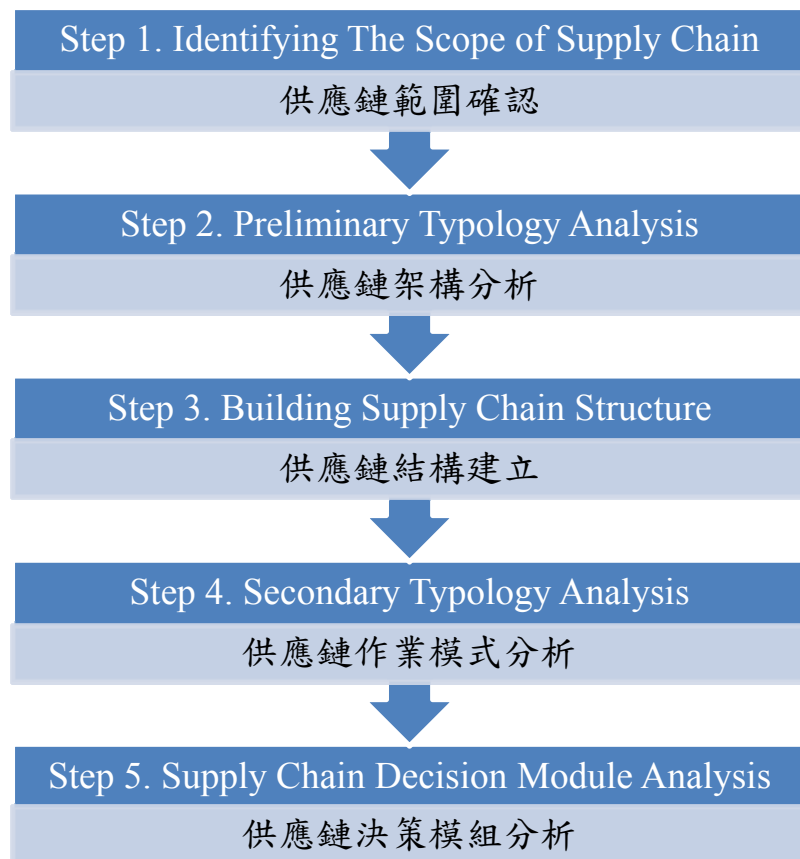 Step 1. Identifying The Scope of Supply Chain
供應鏈範圍確認
Step 2. Preliminary Typology Analysis
供應鏈架構分析
Step 3. Building Supply Chain Structure
供應鏈結構建立
Step 4. Secondary Typology Analysis
供應鏈作業模式分析
Step 5. Supply Chain Decision Module Analysis
供應鏈決策模組分析